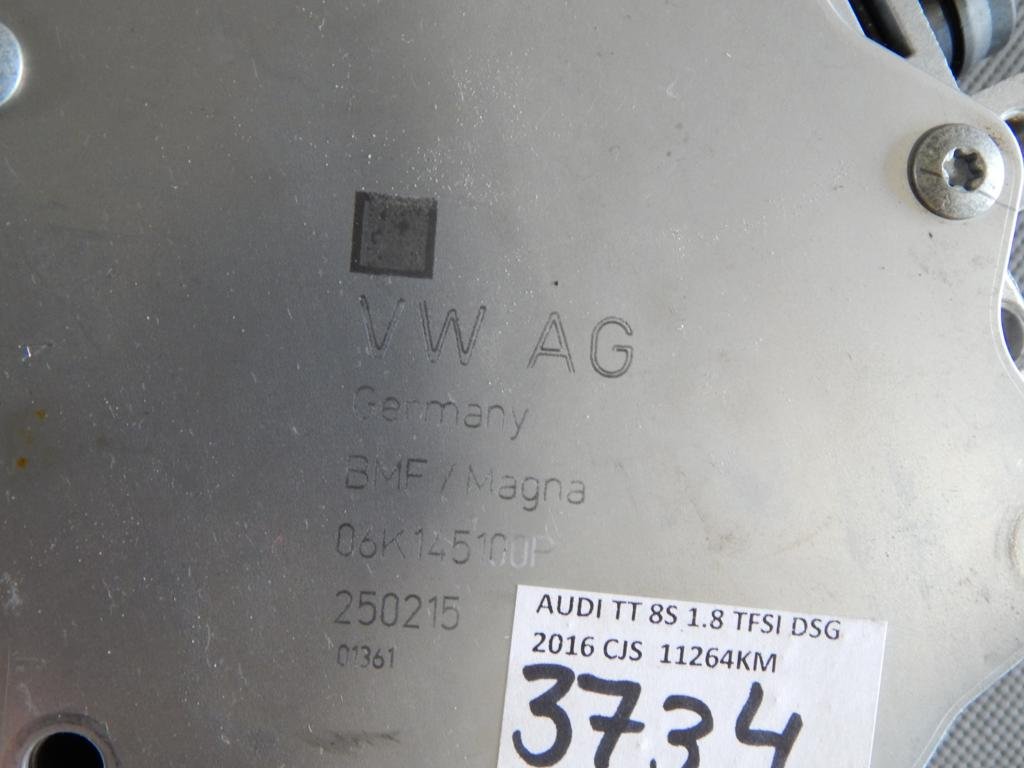 VW AG
Germany
BMF / Magna
06K145100P
250215
01361
AUDI TT 8S 1.8 TFSI DSG
2016 CJS 11264KM
3734